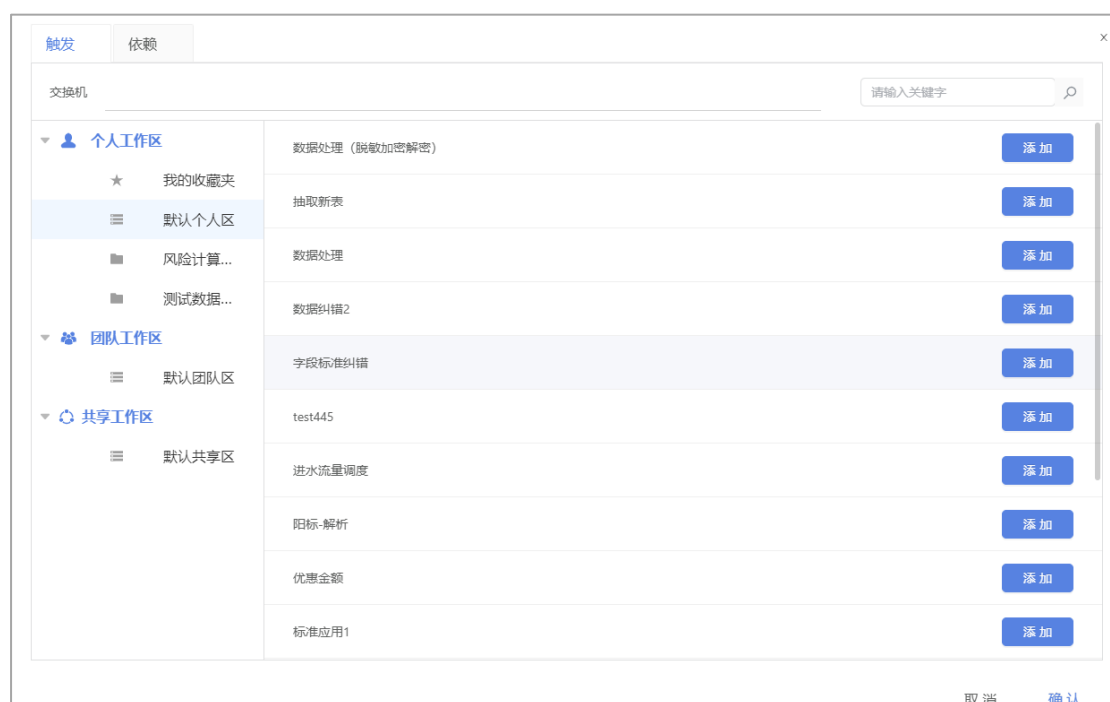 触发 依赖 x
交换机 请输入关键字
个人工作区
我的收藏夹
默认个人区
风险计算...
测试数据...
团队工作区
默认团队区
共享工作区
默认共享区
数据处理（脱敏加密解密） 添加
抽取新表 添加
数据处理 添加
数据纠错2 添加
字段标准纠错 添加
test445 添加
进水流量调度 添加
阳标-解析 添加
优惠金额 添加
标准应用1 添加
取消 确认